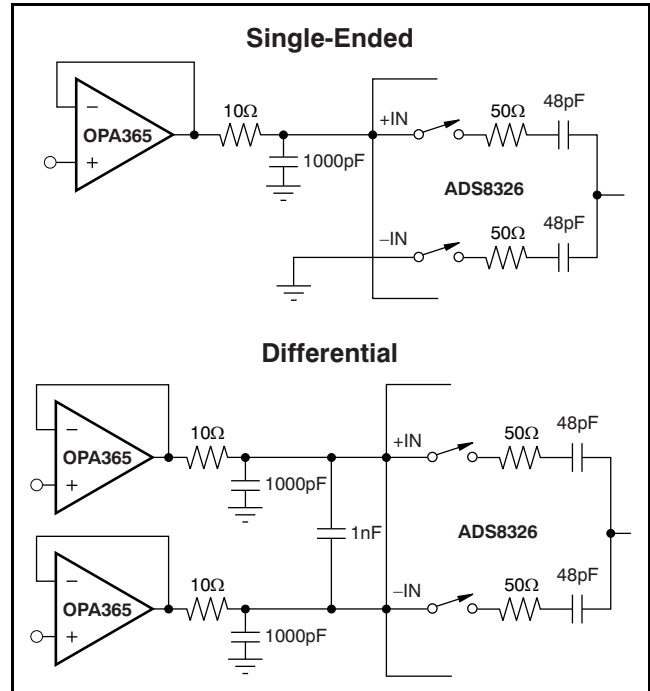 Single-Ended
−
OPA365
+
10Ω
1000pF
+IN
50Ω
48pF
ADS8326
−IN
50Ω
48pF
Differential
−
OPA365
+
10Ω
1000pF
+IN
50Ω
48pF
1nF
ADS8326
−
OPA365
+
10Ω
1000pF
−IN
50Ω
48pF